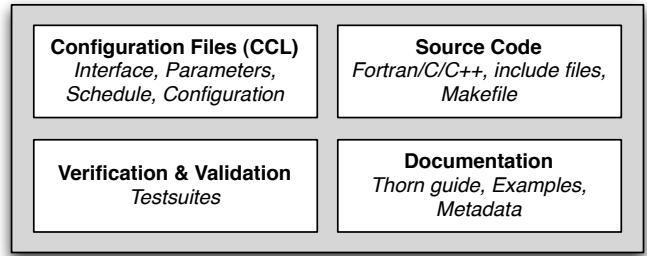 Configuration Files (CCL)
Interface, Parameters,
Schedule, Configuration
Source Code
Fortran/C/C++, include files,
Makefile
Verification & Validation
Testsuites
Documentation
Thorn guide, Examples,
Metadata